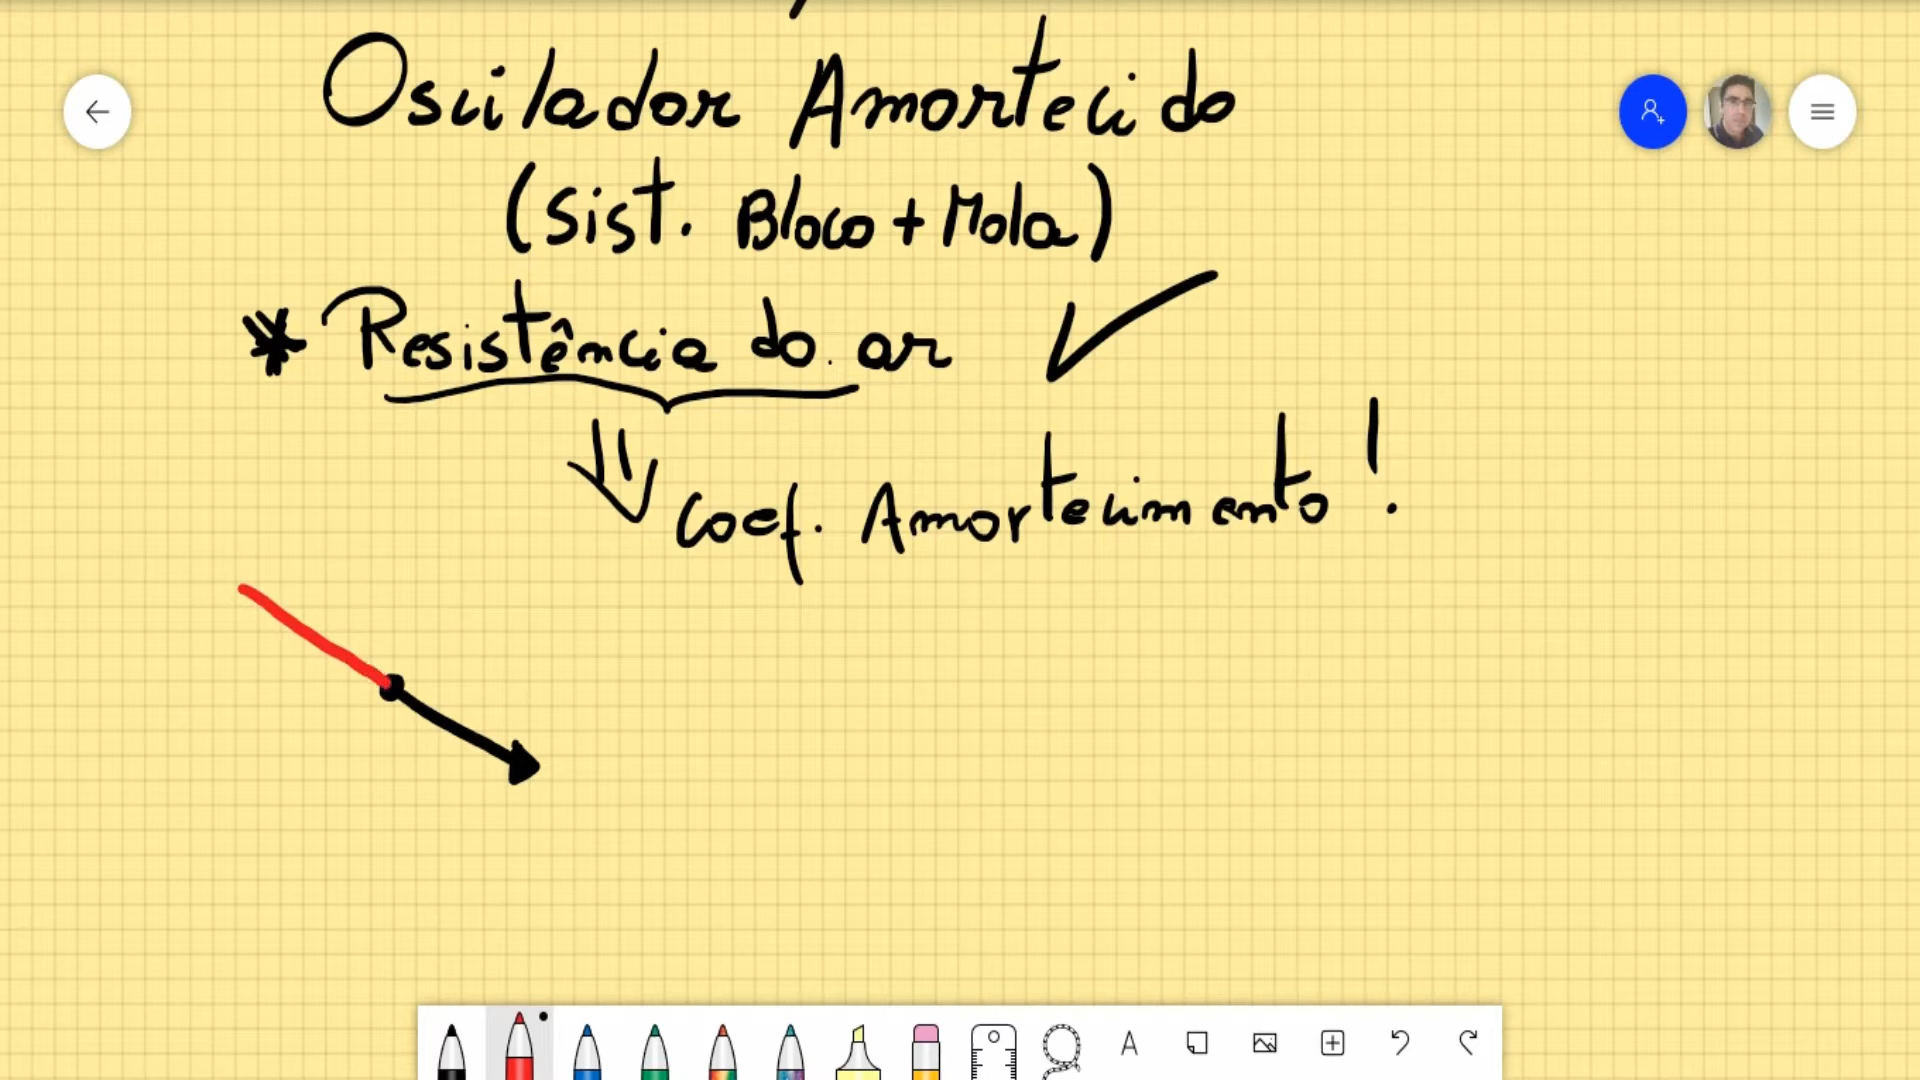 Oscilador Amortecido
(Sist. Bloco + Mola)
* Resistência do ar ✓
⇓ Coef. Amortecimento!
A